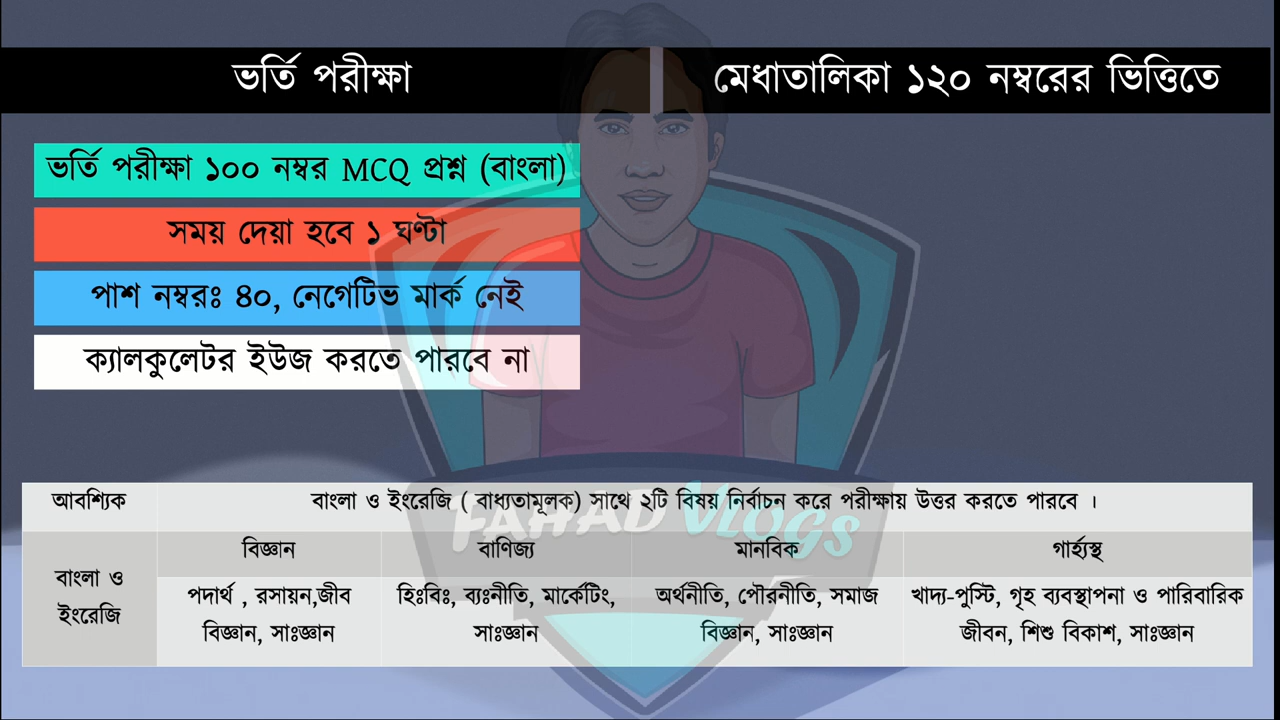 ভর্তি পরীক্ষা
মেধাতালিকা ১২০ নম্বরের ভিত্তিতে
ভর্তি পরীক্ষা ১০০ নম্বর MCQ প্রশ্ন (বাংলা)
সময় দেয়া হবে ১ ঘণ্টা
পাশ নম্বরঃ ৪০, নেগেটিভ মার্ক নেই
ক্যালকুলেটর ইউজ করতে পারবে না
আবশ্যিক
বাংলা ও ইংরেজি ( বাধ্যতামূলক) সাথে ২টি বিষয় নির্বাচন করে পরীক্ষায় উত্তর করতে পারবে ।
বাংলা ও
ইংরেজি
বিজ্ঞান
বাণিজ্য
মানবিক
গার্হ্যস্থ
পদার্থ , রসায়ন,জীব
বিজ্ঞান, সাঃজ্ঞান
হিঃবিঃ, ব্যঃনীতি, মার্কেটিং,
সাঃজ্ঞান
অর্থনীতি, পৌরনীতি, সমাজ
বিজ্ঞান, সাঃজ্ঞান
খাদ্য-পুস্টি, গৃহ ব্যবস্থাপনা ও পারিবারিক
জীবন, শিশু বিকাশ, সাঃজ্ঞান
FAHAD VLOGS